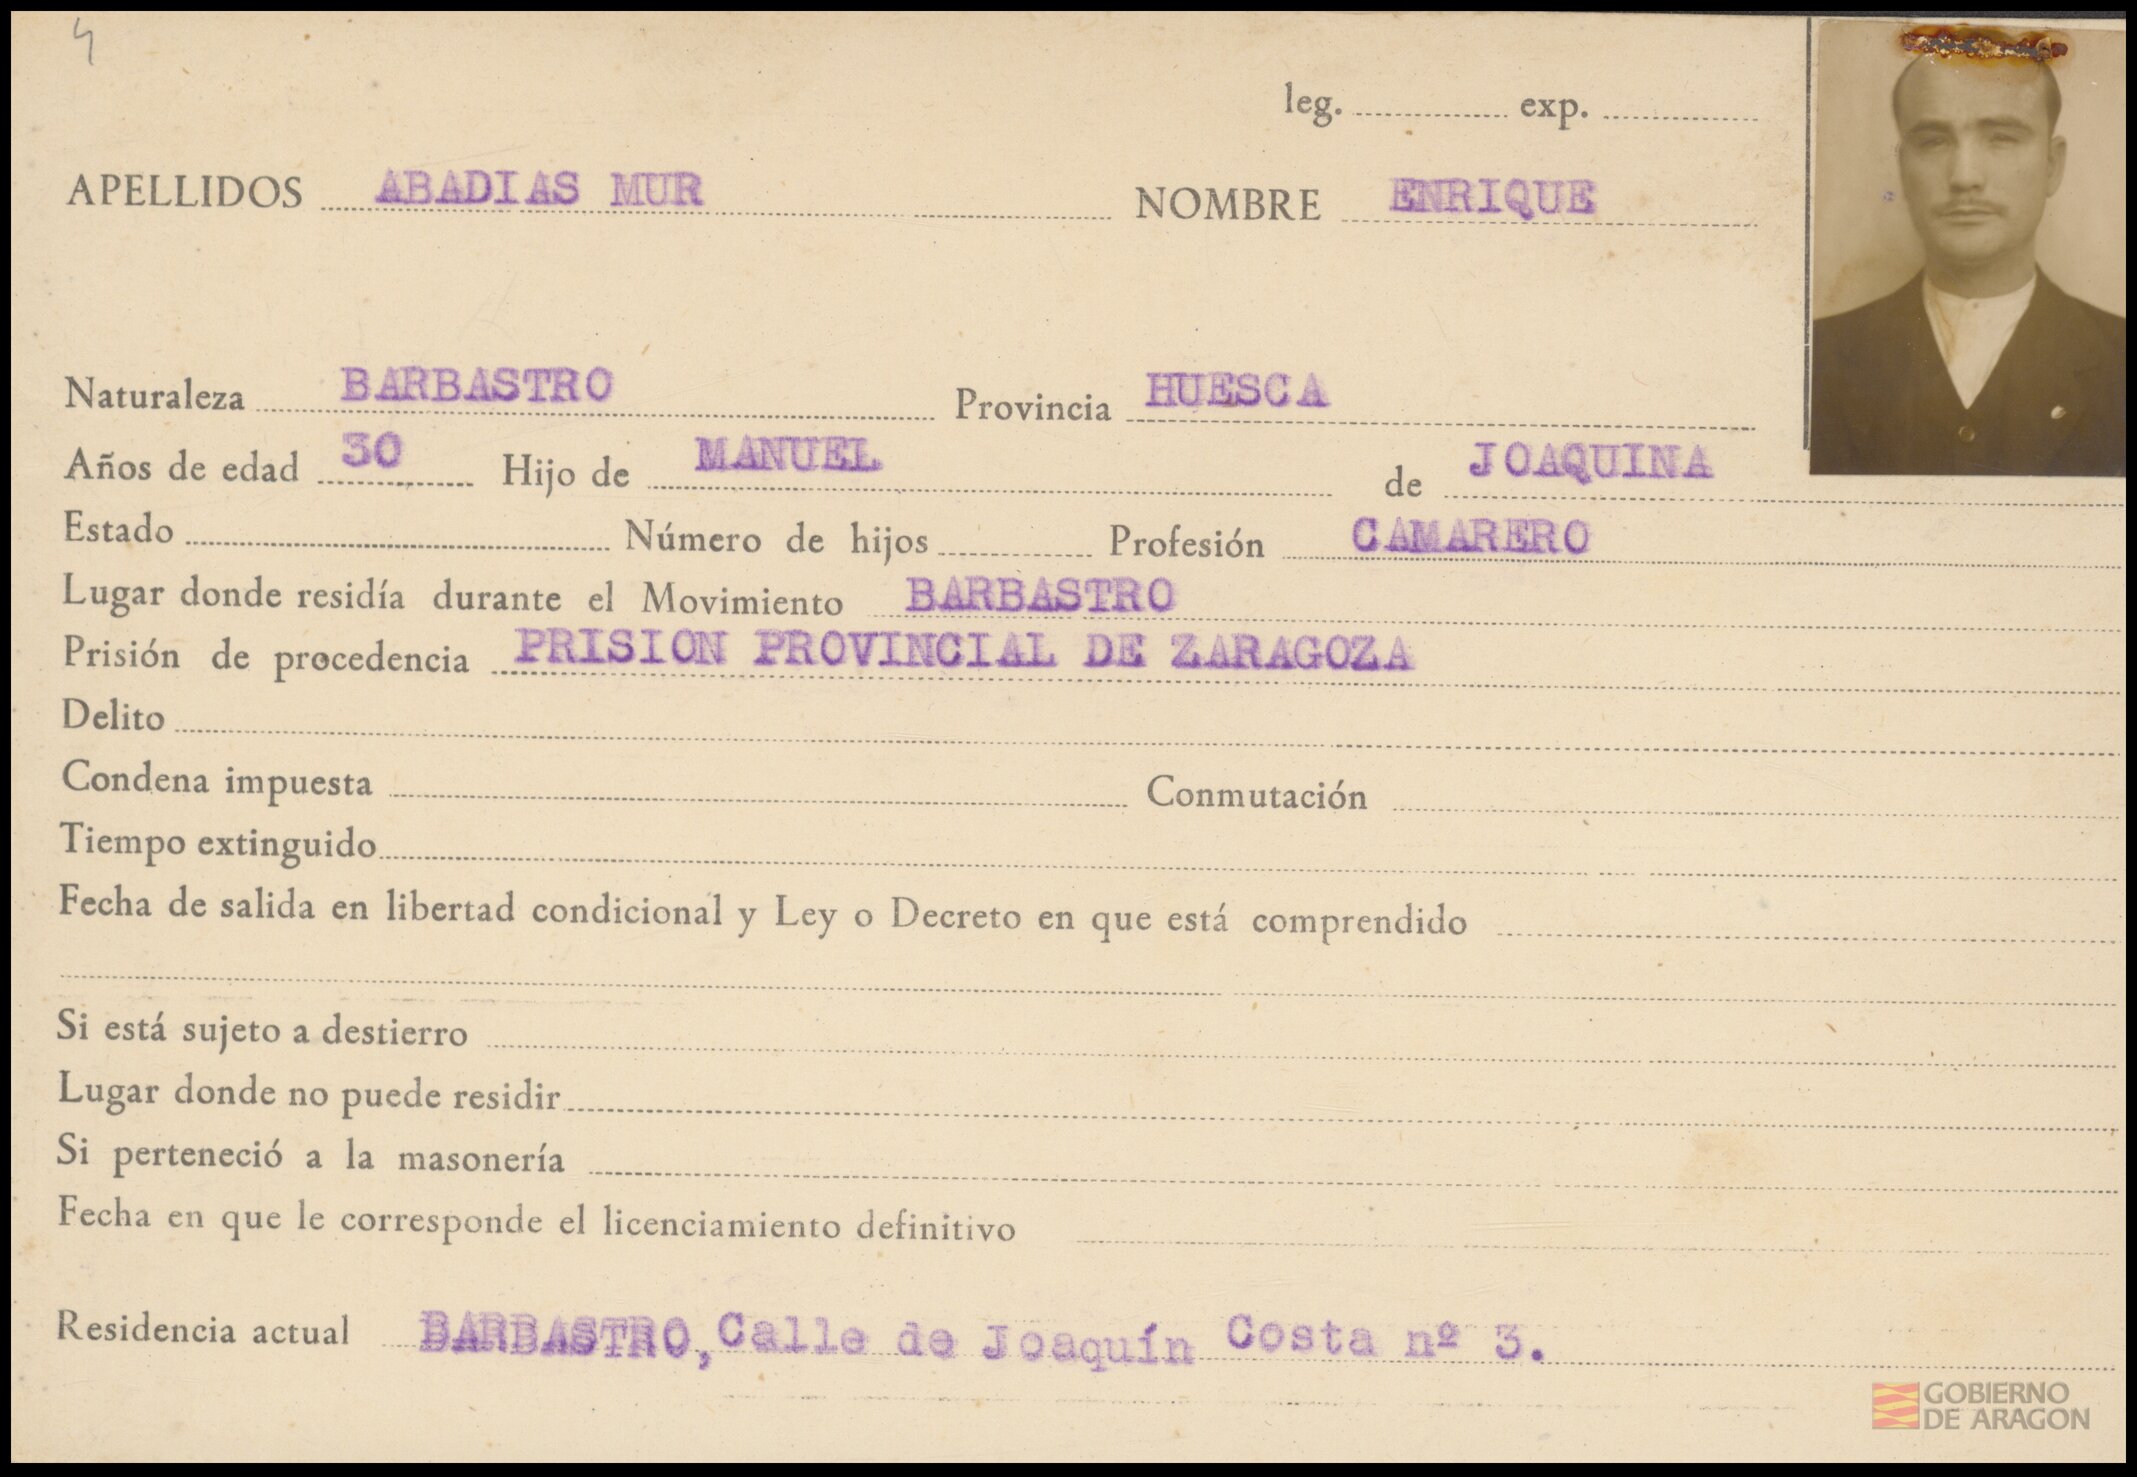 4
leg. exp.
APELLIDOS ABADIAS MUR NOMBRE ENRIQUE
Naturaleza BARBASTRO Provincia HUESCA
Años de edad 30 Hijo de MANUEL de JOAQUINA
Estado Número de hijos Profesión CAMARERO
Lugar donde residía durante el Movimiento BARBASTRO
Prisión de procedencia PRISION PROVINCIAL DE ZARAGOZA
Delito
Condena impuesta Conmutación
Tiempo extinguido
Fecha de salida en libertad condicional y Ley o Decreto en que está comprendido
Si está sujeto a destierro
Lugar donde no puede residir
Si perteneció a la masonería
Fecha en que le corresponde el licenciamiento definitivo
Residencia actual BARBASTRO, Calle de Joaquín Costa nº 3.
GOBIERNO
DE ARAGON